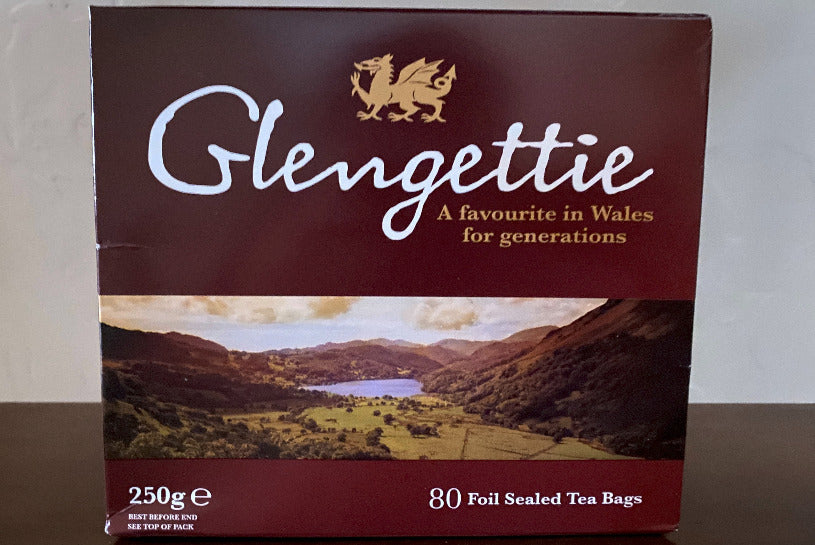 Glengettie
A favourite in Wales
for generations
250g ℮
BEST BEFORE END
SEE TOP OF PACK
80 Foil Sealed Tea Bags